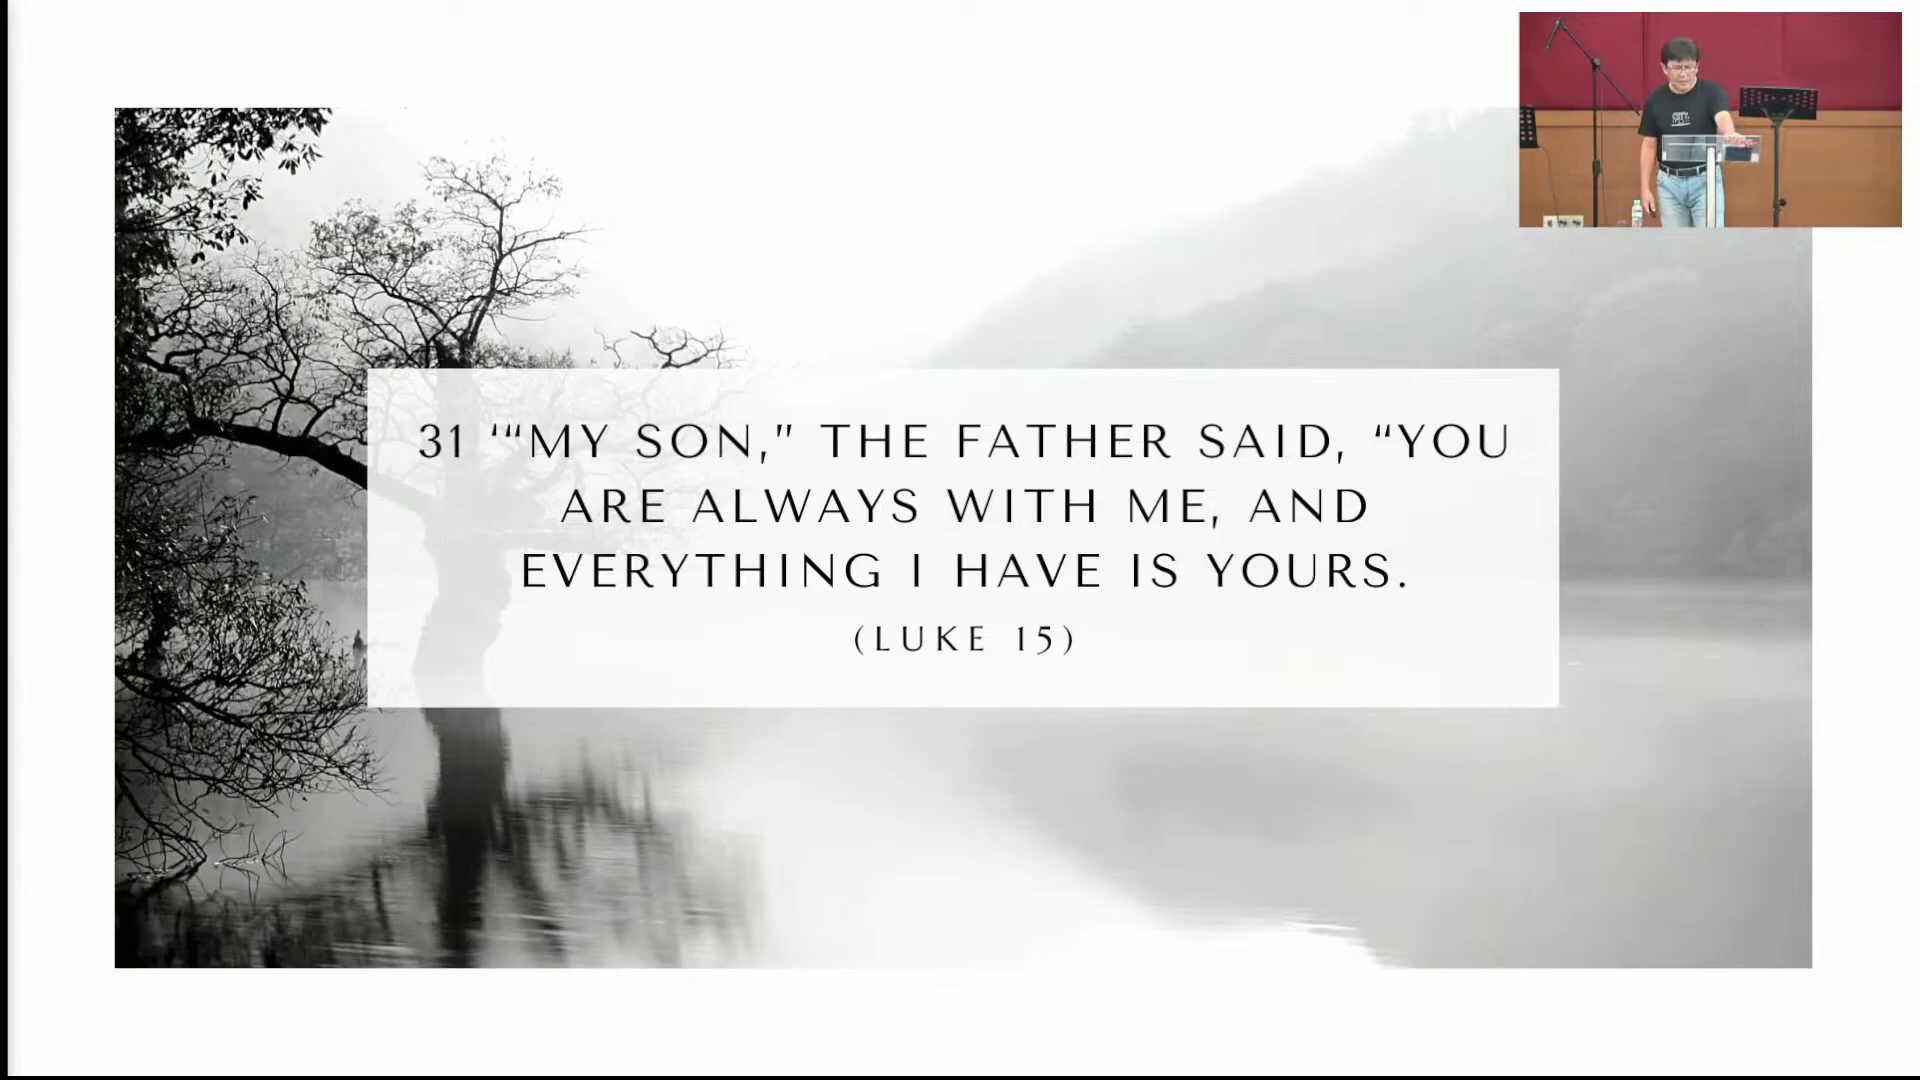 31 ‘“MY SON,” THE FATHER SAID, “YOU
ARE ALWAYS WITH ME, AND
EVERYTHING I HAVE IS YOURS.
(LUKE 15)